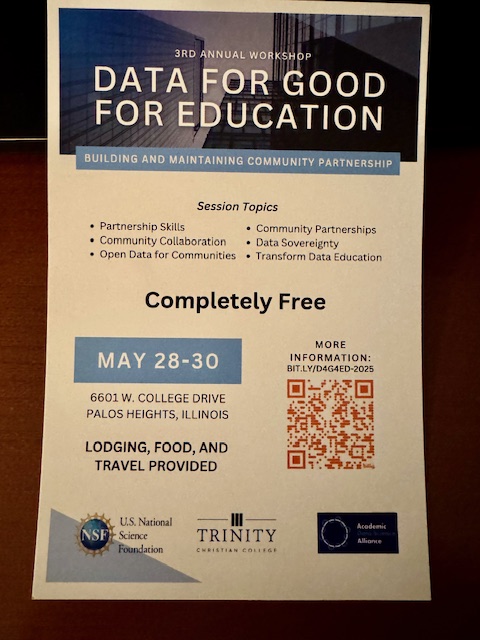 3RD ANNUAL WORKSHOP
DATA FOR GOOD
FOR EDUCATION
BUILDING AND MAINTAINING COMMUNITY PARTNERSHIP
Session Topics
• Partnership Skills
• Community Collaboration
• Open Data for Communities
• Community Partnerships
• Data Sovereignty
• Transform Data Education
Completely Free
MAY 28-30
6601 W. COLLEGE DRIVE
PALOS HEIGHTS, ILLINOIS
LODGING, FOOD, AND
TRAVEL PROVIDED
MORE
INFORMATION:
BIT.LY/D4G4ED-2025
NSF
U.S. National
Science
Foundation
TRINITY
CHRISTIAN COLLEGE
Academic
Data Science
Alliance